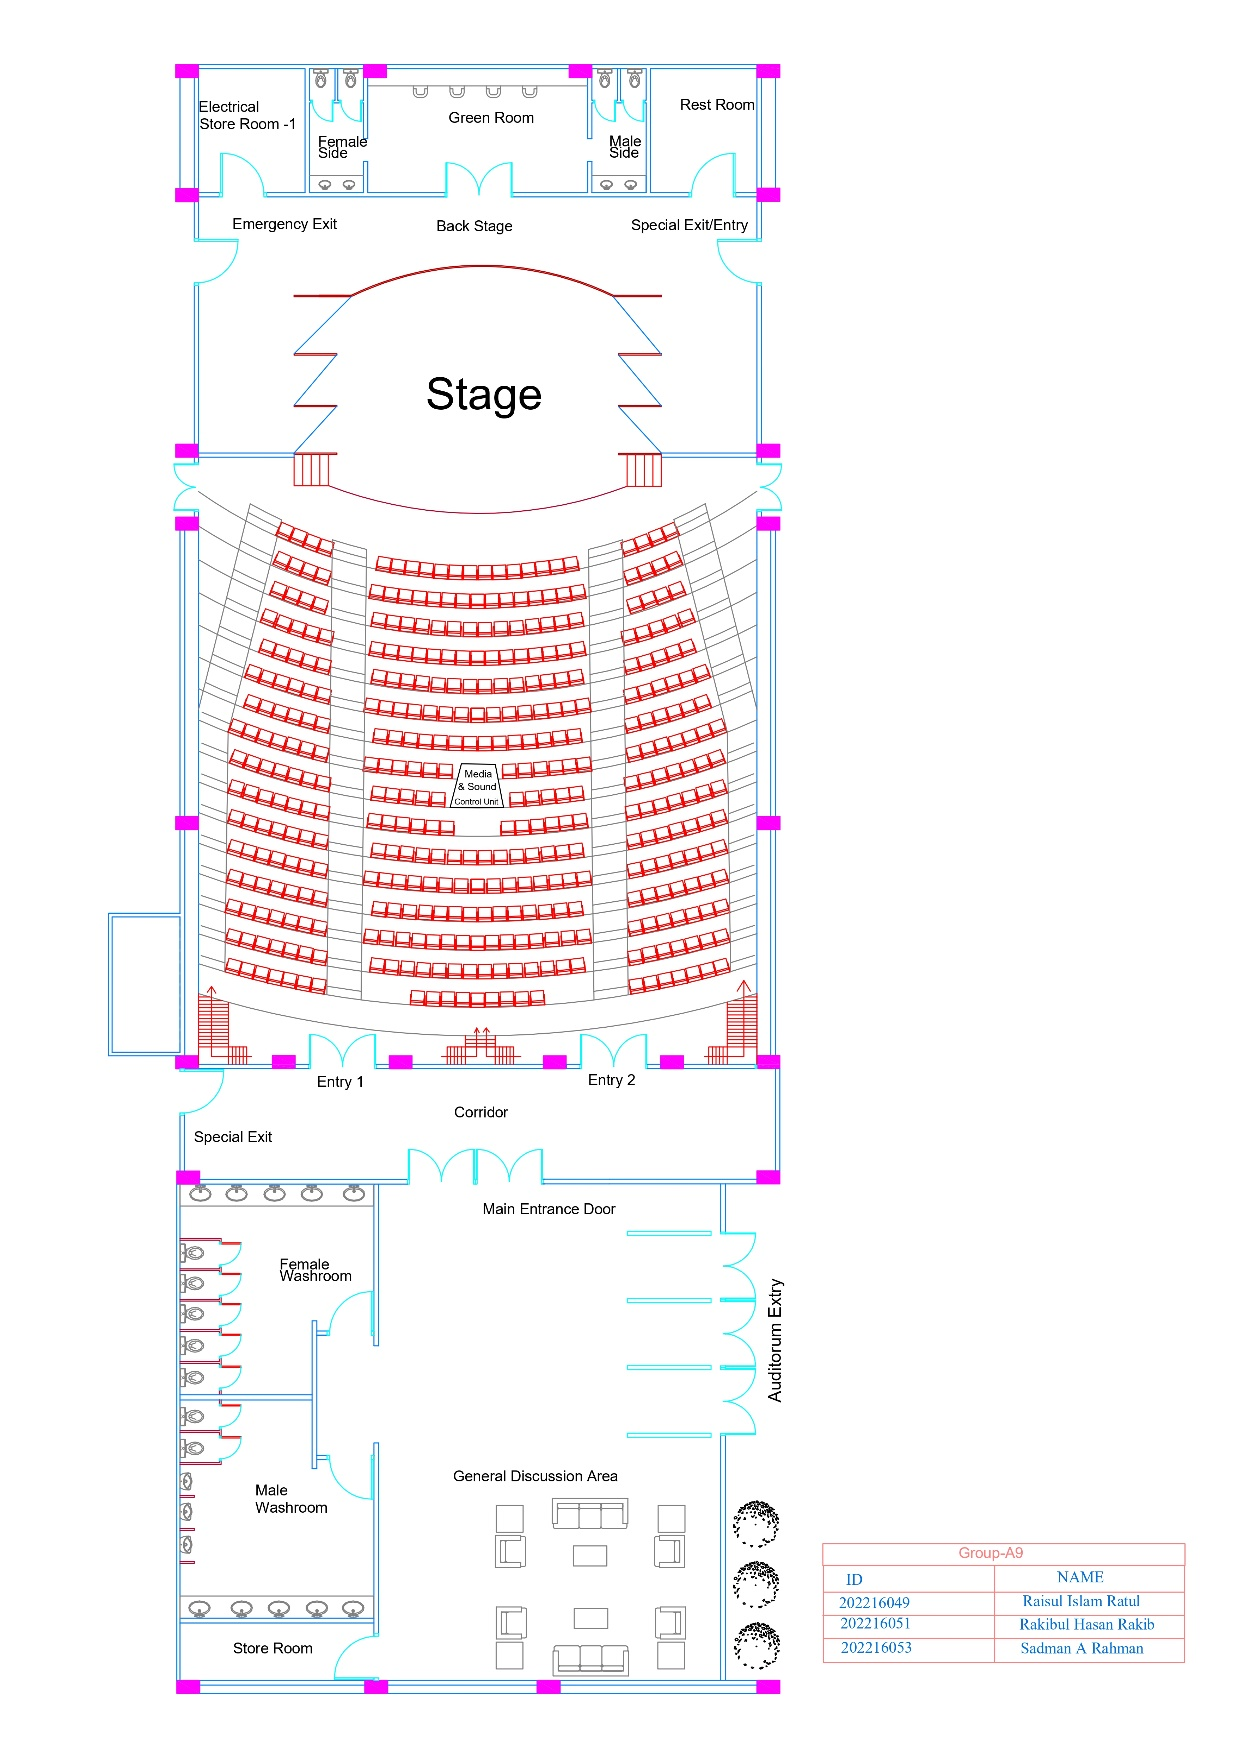 Electrical
Store Room -1
Female
Side
Green Room
Male
Side
Rest Room
Emergency Exit
Back Stage
Special Exit/Entry
Stage
Media
& Sound
Control Unit
Entry 1
Entry 2
Corridor
Special Exit
Main Entrance Door
Female
Washroom
Auditorum Extry
General Discussion Area
Male
Washroom
Store Room
Group-A9
ID NAME
202216049 Raisul Islam Ratul
202216051 Rakibul Hasan Rakib
202216053 Sadman A Rahman